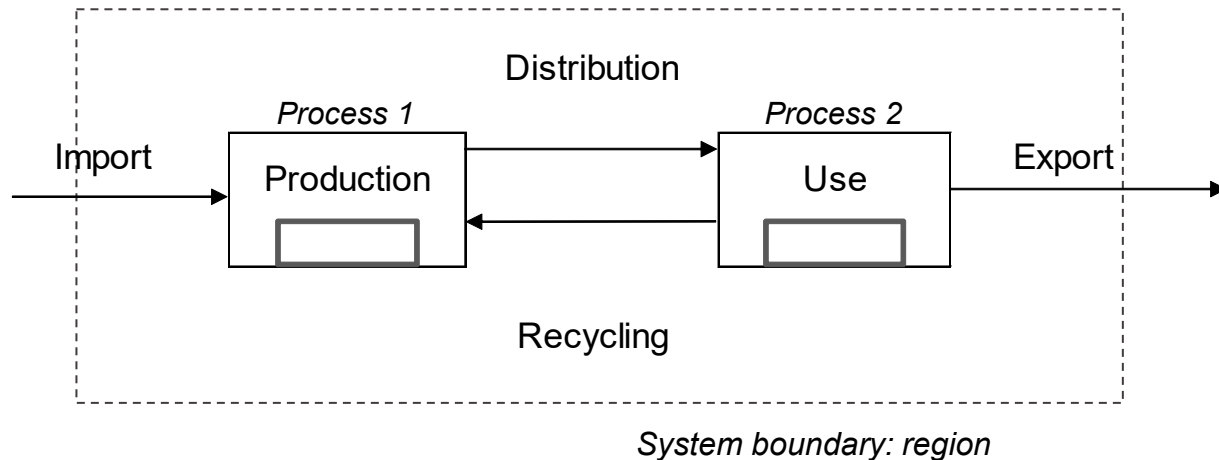 Distribution
Process 1
Process 2
Import
Export
Production
Use
Recycling
System boundary: region